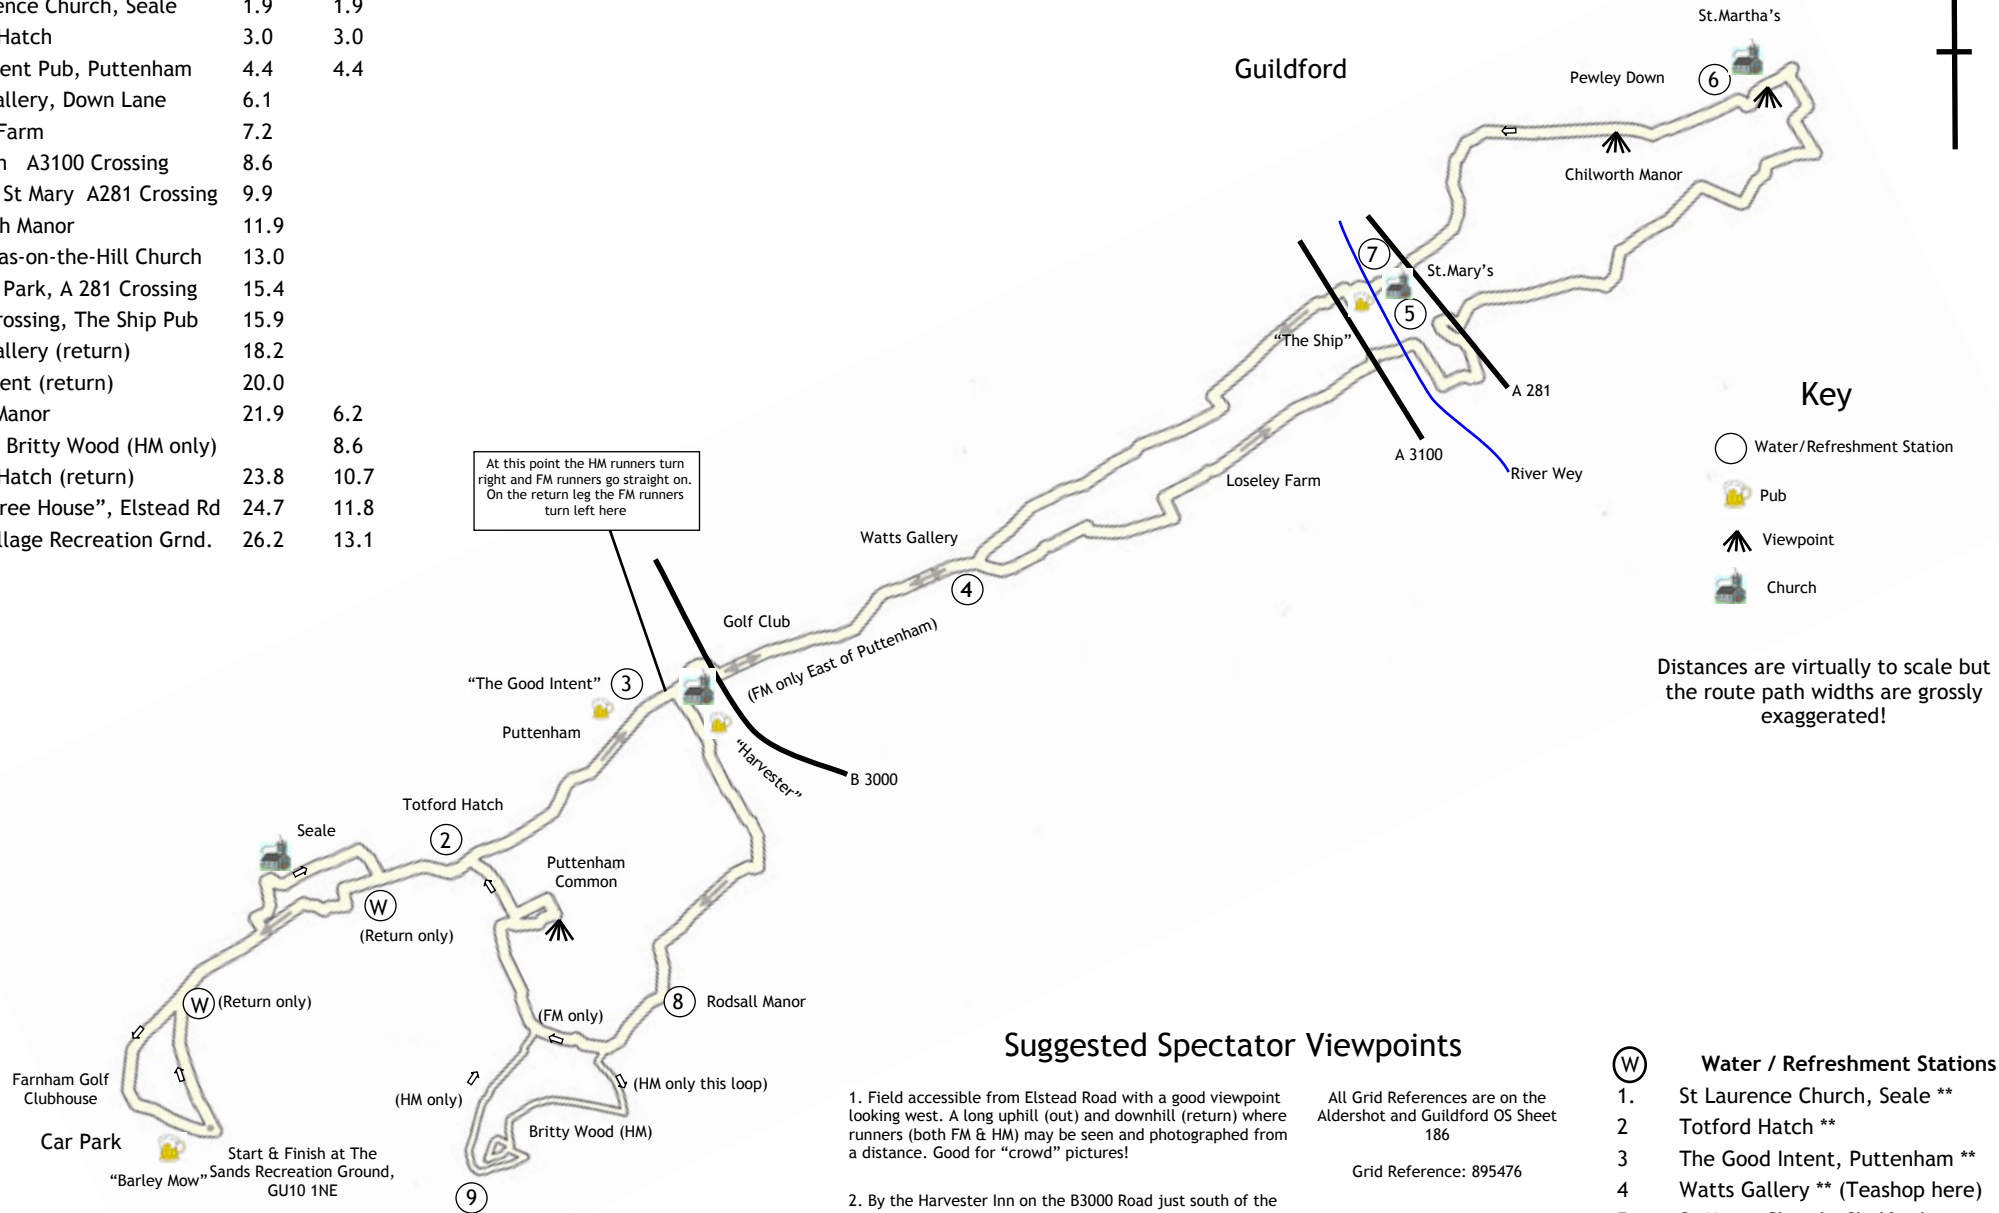 ence Church, Seale 1.9 1.9
Hatch 3.0 3.0
ent Pub, Puttenham 4.4 4.4
allery, Down Lane 6.1
Farm 7.2
n A3100 Crossing 8.6
St Mary A281 Crossing 9.9
h Manor 11.9
as-on-the-Hill Church 13.0
Park, A 281 Crossing 15.4
rossing, The Ship Pub 15.9
allery (return) 18.2
ent (return) 20.0
Manor 21.9 6.2
Britty Wood (HM only) 8.6
Hatch (return) 23.8 10.7
ree House”, Elstead Rd 24.7 11.8
llage Recreation Grnd. 26.2 13.1
St.Martha’s
Guildford
Pewley Down
6
Chilworth Manor
7
St.Mary’s
5
“The Ship”
A 281
A 3100
River Wey
Loseley Farm
Key
Water/Refreshment Station
Pub
Viewpoint
Church
Distances are virtually to scale but
the route path widths are grossly
exaggerated!
At this point the HM runners turn
right and FM runners go straight on.
On the return leg the FM runners
turn left here
Watts Gallery
4
Golf Club
(FM only East of Puttenham)
“The Good Intent”
3
Puttenham
“Harvester”
B 3000
Totford Hatch
2
Seale
Puttenham
Common
W
(Return only)
W
(Return only)
(FM only)
8
Rodsall Manor
Farnham Golf
Clubhouse
(HM only)
(HM only this loop)
Britty Wood (HM)
Car Park
“Barley Mow”
Start & Finish at The
Sands Recreation Ground,
GU10 1NE
9
Suggested Spectator Viewpoints
1. Field accessible from Elstead Road with a good viewpoint
looking west. A long uphill (out) and downhill (return) where
runners (both FM & HM) may be seen and photographed from
a distance. Good for “crowd” pictures!
All Grid References are on the
Aldershot and Guildford OS Sheet
186
Grid Reference: 895476
2. By the Harvester Inn on the B3000 Road just south of the
W Water / Refreshment Stations
1. St Laurence Church, Seale **
2 Totford Hatch **
3 The Good Intent, Puttenham **
4 Watts Gallery ** (Teashop here)